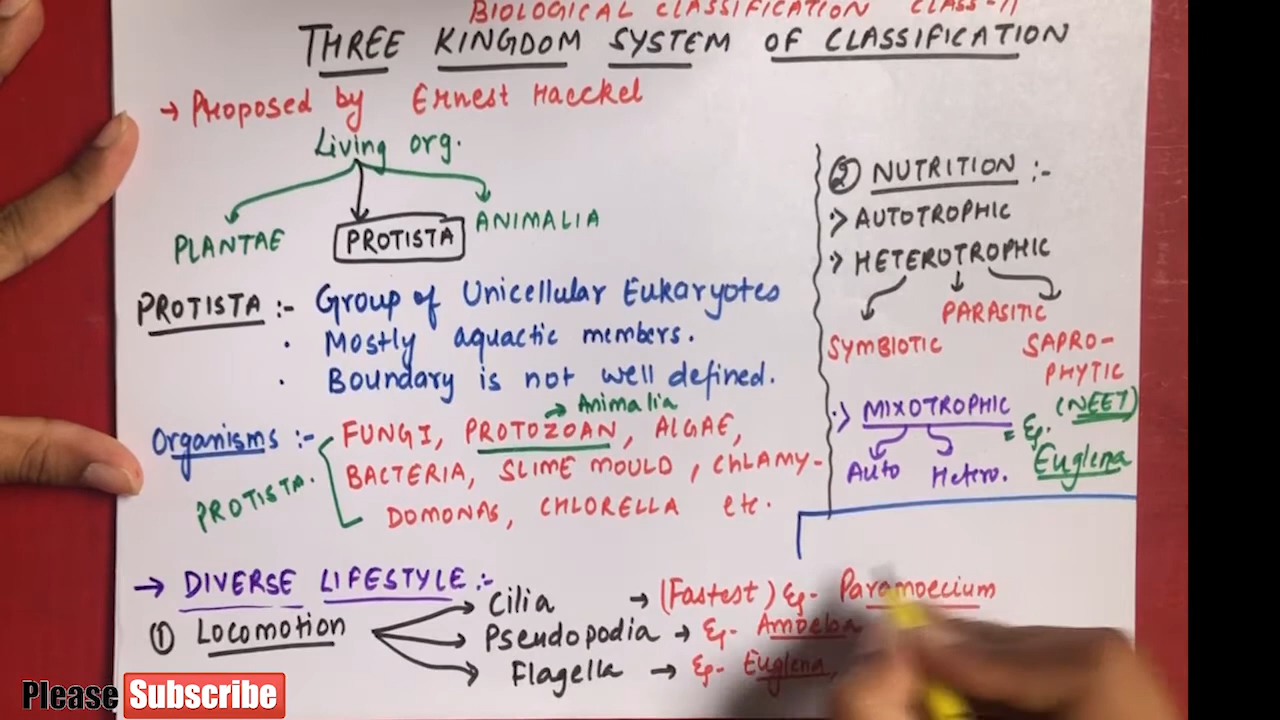 BIOLOGICAL CLASSIFICATION CLASS-11
THREE KINGDOM SYSTEM OF CLASSIFICATION
→ Proposed by Ernest Haeckel
Living org.
PLANTAE
PROTISTA
ANIMALIA
PROTISTA :- Group of Unicellular Eukaryotes
· Mostly aquactic members.
· Boundary is not well defined.
→ Animalia
Organisms :- FUNGI, PROTOZOAN, ALGAE,
PROTISTA.
BACTERIA, SLIME MOULD, CHLAMY-
DOMONAS, CHLORELLA etc.
→ DIVERSE LIFESTYLE :-
① Locomotion
Cilia → (Fastest) Eg- Paramoecium
Pseudopodia → Eg- Amoeba
Flagella → Eg- Euglena,
② NUTRITION :-
AUTOTROPHIC
HETEROTROPHIC
PARASITIC
SYMBIOTIC
SAPRO-
PHYTIC
MIXOTROPHIC
(NEET)
= Eg.
Euglena
Auto Hetero.
Please Subscribe